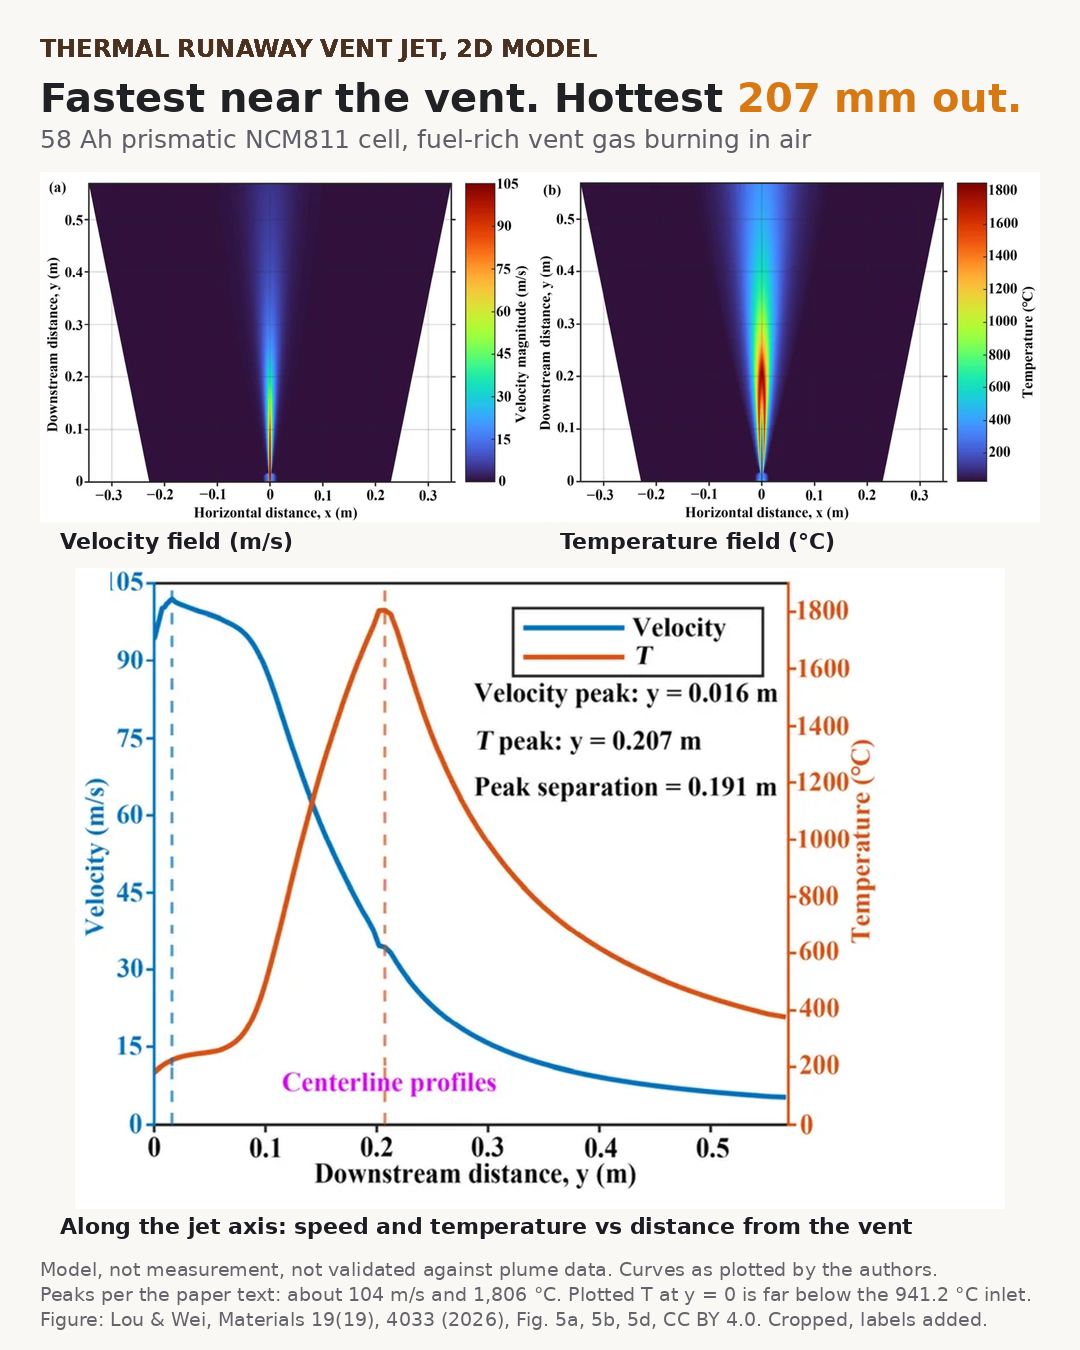 THERMAL RUNAWAY VENT JET, 2D MODEL
Fastest near the vent. Hottest 207 mm out.
58 Ah prismatic NCM811 cell, fuel-rich vent gas burning in air
(a)
Downstream distance, y (m)
0.5
0.4
0.3
0.2
0.1
0
−0.3 −0.2 −0.1 0 0.1 0.2 0.3
Horizontal distance, x (m)
105
90
75
60
45
30
15
0
Velocity magnitude (m/s)
(b)
Downstream distance, y (m)
0.5
0.4
0.3
0.2
0.1
0
−0.3 −0.2 −0.1 0 0.1 0.2 0.3
Horizontal distance, x (m)
1800
1600
1400
1200
1000
800
600
400
200
Temperature (°C)
Velocity field (m/s)
Temperature field (°C)
105
90
75
60
45
30
15
0
Velocity (m/s)
Velocity
T
Velocity peak: y = 0.016 m
T peak: y = 0.207 m
Peak separation = 0.191 m
Centerline profiles
1800
1600
1400
1200
1000
800
600
400
200
0
Temperature (°C)
0 0.1 0.2 0.3 0.4 0.5
Downstream distance, y (m)
Along the jet axis: speed and temperature vs distance from the vent
Model, not measurement, not validated against plume data. Curves as plotted by the authors.
Peaks per the paper text: about 104 m/s and 1,806 °C. Plotted T at y = 0 is far below the 941.2 °C inlet.
Figure: Lou & Wei, Materials 19(19), 4033 (2026), Fig. 5a, 5b, 5d, CC BY 4.0. Cropped, labels added.